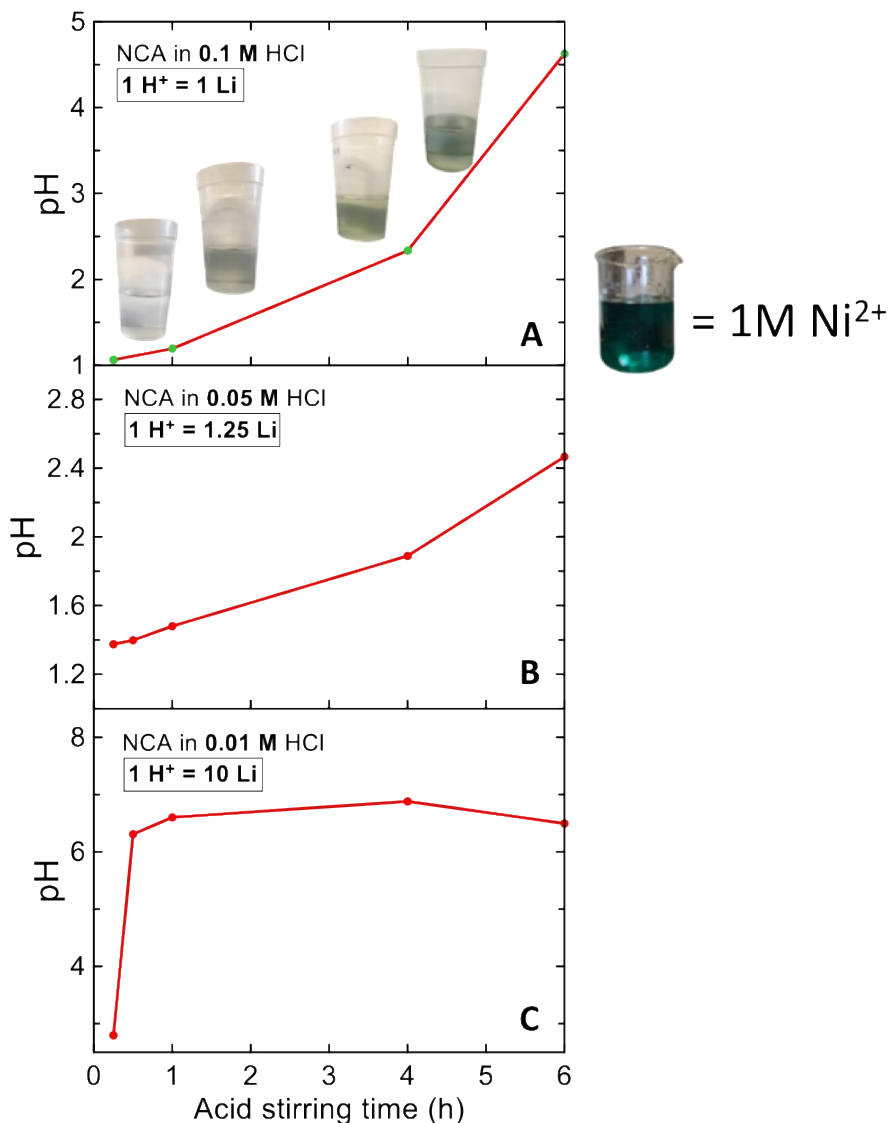 5
NCA in 0.1 M HCl
1 H⁺ = 1 Li
4
3
pH
2
A
1
= 1M Ni²⁺
2.8
NCA in 0.05 M HCl
1 H⁺ = 1.25 Li
2.4
pH
2
1.6
1.2
B
8
NCA in 0.01 M HCl
1 H⁺ = 10 Li
6
pH
4
C
0 1 2 3 4 5 6
Acid stirring time (h)